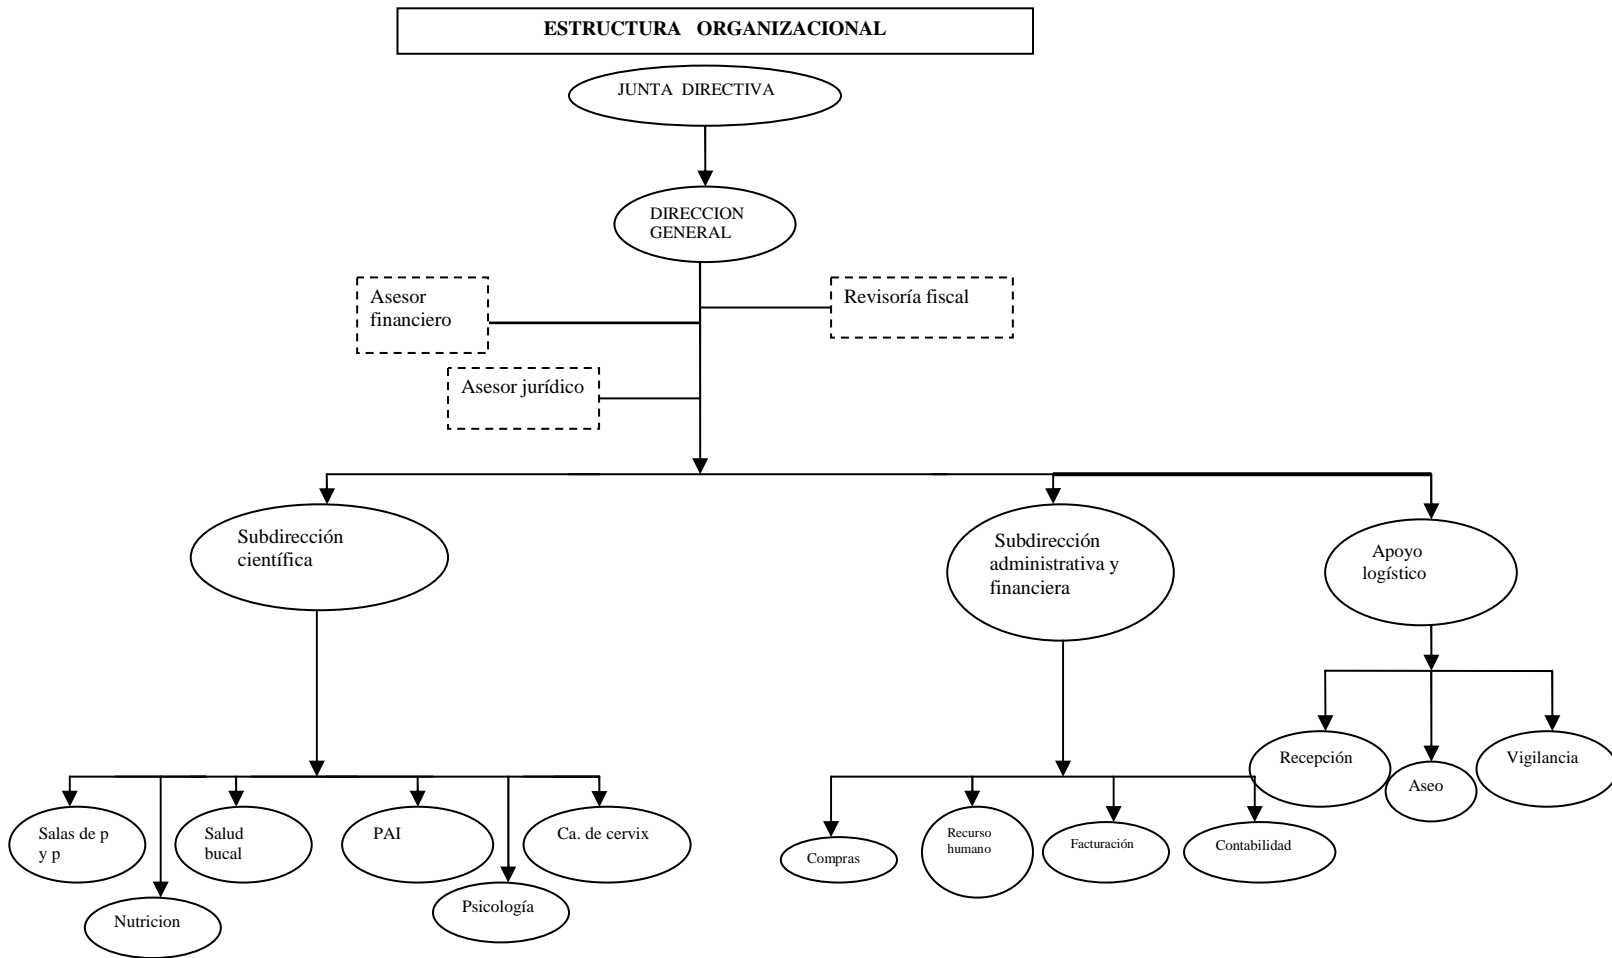 ESTRUCTURA ORGANIZACIONAL
JUNTA DIRECTIVA
DIRECCION
GENERAL
Asesor
financiero
Revisoría fiscal
Asesor jurídico
Subdirección
científica
Subdirección
administrativa y
financiera
Apoyo
logístico
Salas de p
y p
Nutricion
Salud
bucal
PAI
Psicología
Ca. de cervix
Compras
Recurso
humano
Facturación
Contabilidad
Recepción
Aseo
Vigilancia